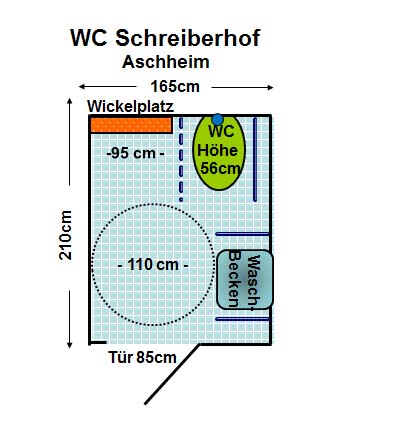 WC Schreiberhof
Aschheim
165cm
Wickelplatz
WC
Höhe
56cm
-95 cm -
210cm
- 110 cm -
Wasch-
Becken
Tür 85cm